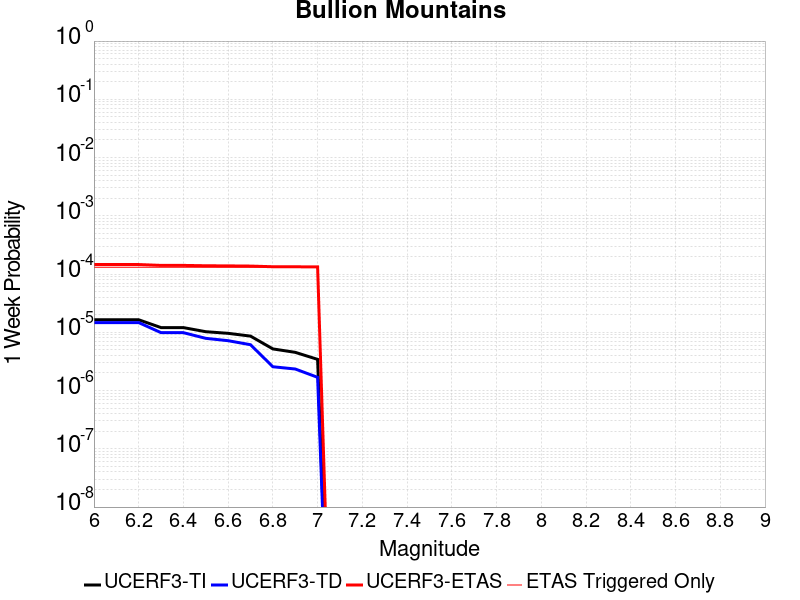 Bullion Mountains
10^0
10^-1
10^-2
10^-3
10^-4
10^-5
10^-6
10^-7
10^-8
1 Week Probability
6 6.2 6.4 6.6 6.8 7 7.2 7.4 7.6 7.8 8 8.2 8.4 8.6 8.8 9
Magnitude
UCERF3-TI UCERF3-TD UCERF3-ETAS ETAS Triggered Only